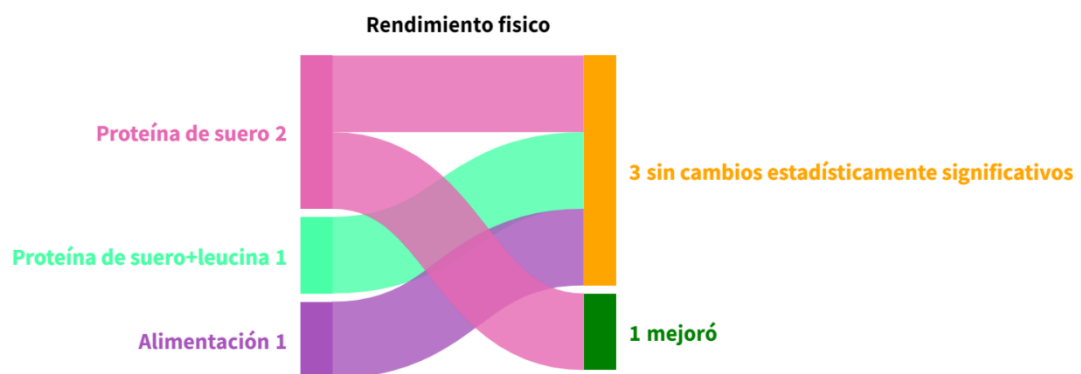 Rendimiento fisico
Proteína de suero 2
3 sin cambios estadísticamente significativos
Proteína de suero+leucina 1
1 mejoró
Alimentación 1